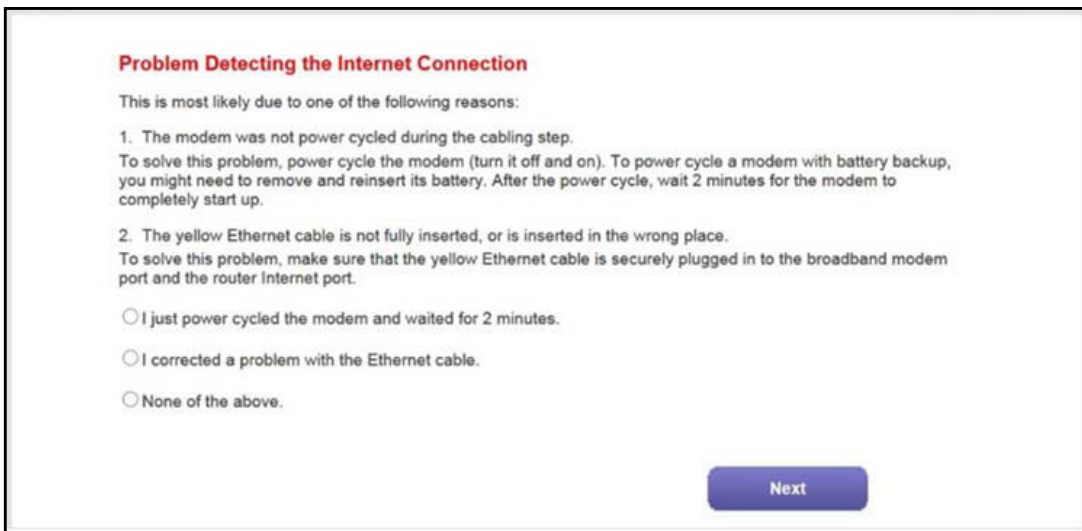 Problem Detecting the Internet Connection
This is most likely due to one of the following reasons:
1. The modem was not power cycled during the cabling step.
To solve this problem, power cycle the modem (turn it off and on). To power cycle a modem with battery backup,
you might need to remove and reinsert its battery. After the power cycle, wait 2 minutes for the modem to
completely start up.
2. The yellow Ethernet cable is not fully inserted, or is inserted in the wrong place.
To solve this problem, make sure that the yellow Ethernet cable is securely plugged in to the broadband modem
port and the router Internet port.
I just power cycled the modem and waited for 2 minutes.
I corrected a problem with the Ethernet cable.
None of the above.
Next